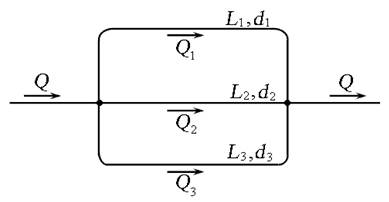 L₁,d₁
Q₁
Q
L₂,d₂
Q
Q₂
L₃,d₃
Q₃